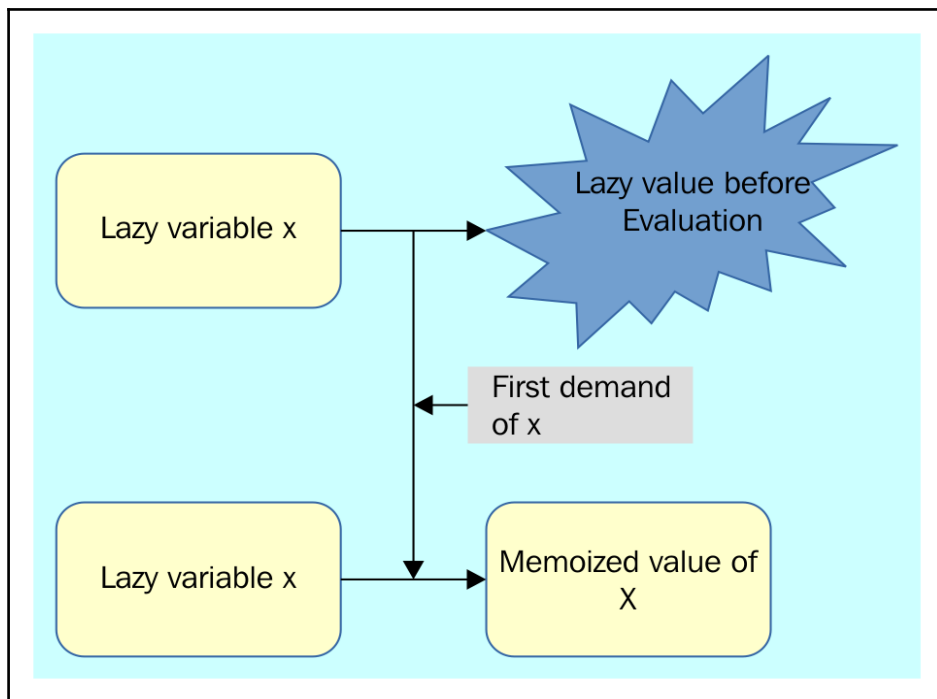 Lazy variable x
Lazy value before
Evaluation
First demand
of x
Lazy variable x
Memoized value of
X